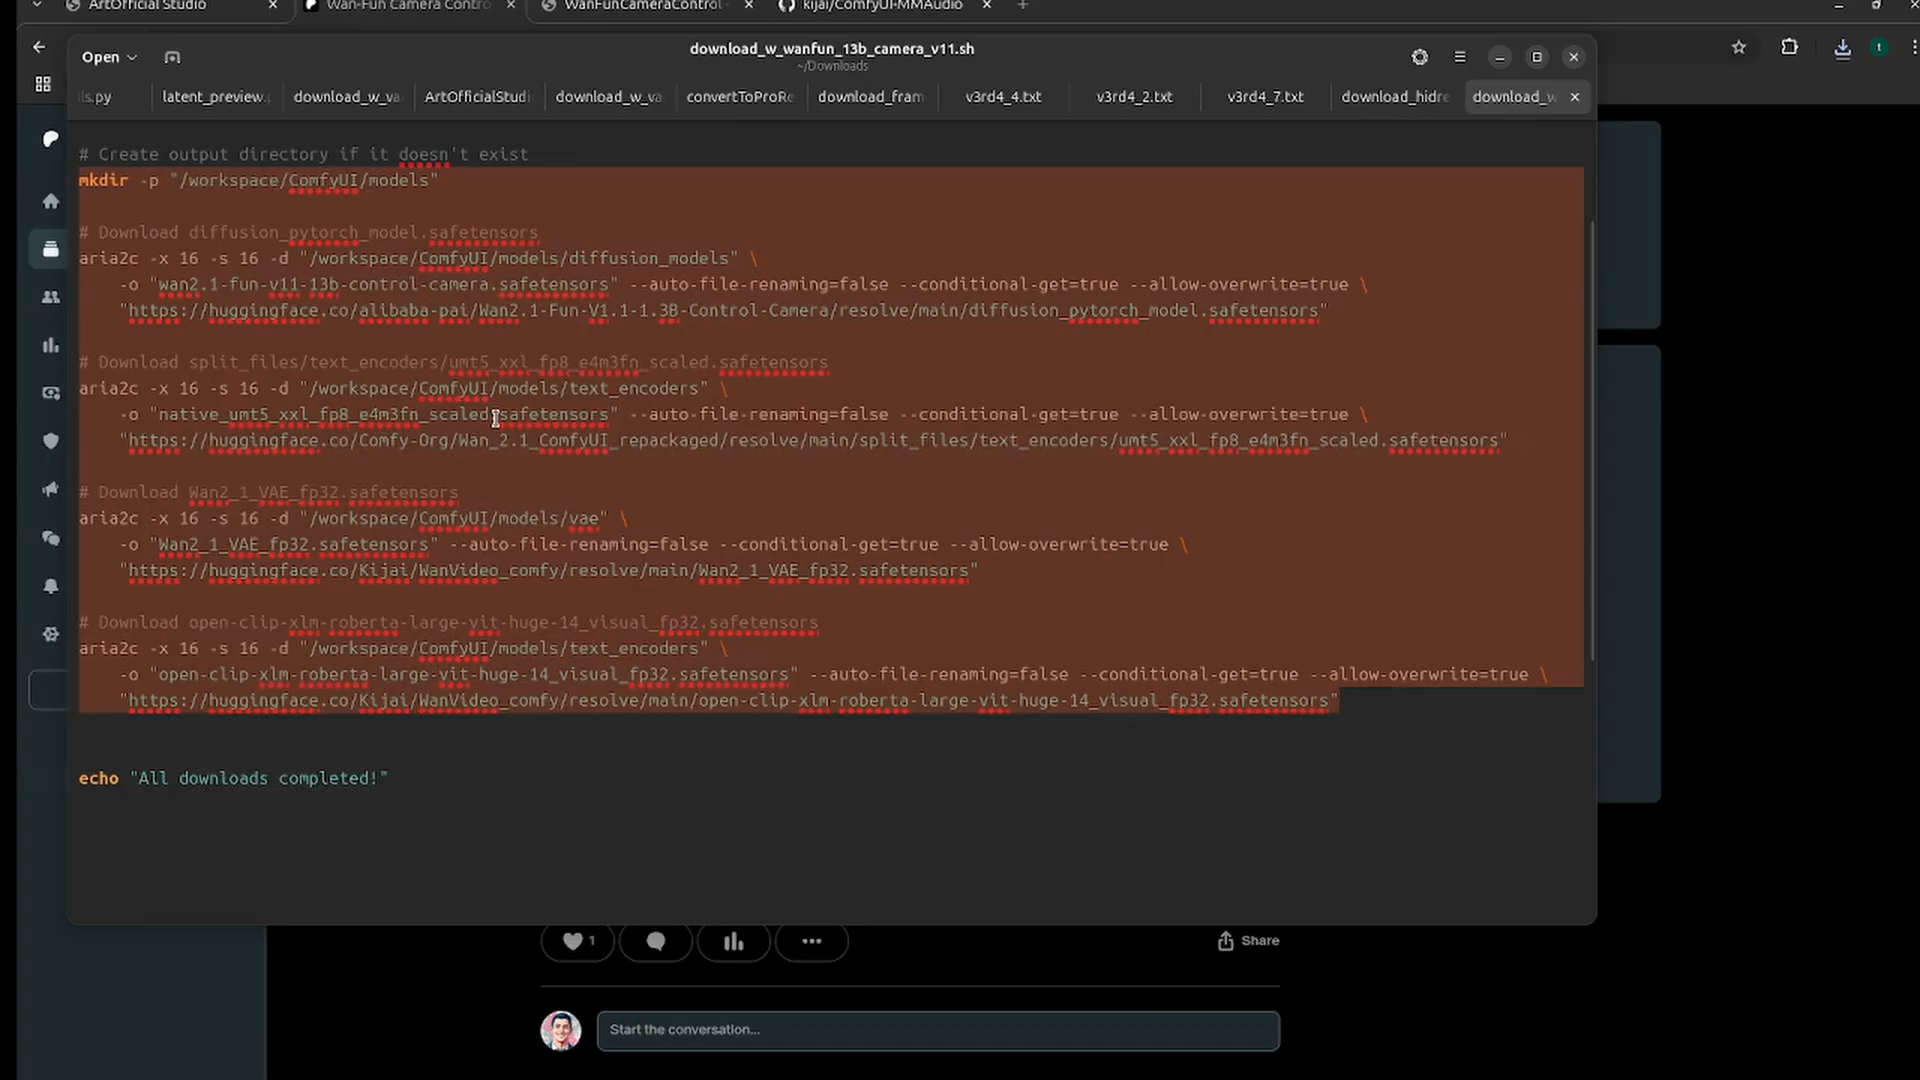 ArtOfficial Studio
Wan-Fun Camera Contro
WanFunCameraControl
kijai/ComfyUI-MMAudio
Open
download_w_wanfun_13b_camera_v11.sh
~/Downloads
ils.py
latent_preview.
download_w_va
ArtOfficialStudi
download_w_va
convertToProRe
download_fram
v3rd4_4.txt
v3rd4_2.txt
v3rd4_7.txt
download_hidre
download_w
# Create output directory if it doesn't exist
mkdir -p "/workspace/ComfyUI/models"
# Download diffusion_pytorch_model.safetensors
aria2c -x 16 -s 16 -d "/workspace/ComfyUI/models/diffusion_models" \
-o "wan2.1-fun-v11-13b-control-camera.safetensors" --auto-file-renaming=false --conditional-get=true --allow-overwrite=true \
"https://huggingface.co/alibaba-pai/Wan2.1-Fun-V1.1-1.3B-Control-Camera/resolve/main/diffusion_pytorch_model.safetensors"
# Download split_files/text_encoders/umt5_xxl_fp8_e4m3fn_scaled.safetensors
aria2c -x 16 -s 16 -d "/workspace/ComfyUI/models/text_encoders" \
-o "native_umt5_xxl_fp8_e4m3fn_scaled.safetensors" --auto-file-renaming=false --conditional-get=true --allow-overwrite=true \
"https://huggingface.co/Comfy-Org/Wan_2.1_ComfyUI_repackaged/resolve/main/split_files/text_encoders/umt5_xxl_fp8_e4m3fn_scaled.safetensors"
# Download Wan2_1_VAE_fp32.safetensors
aria2c -x 16 -s 16 -d "/workspace/ComfyUI/models/vae" \
-o "Wan2_1_VAE_fp32.safetensors" --auto-file-renaming=false --conditional-get=true --allow-overwrite=true \
"https://huggingface.co/Kijai/WanVideo_comfy/resolve/main/Wan2_1_VAE_fp32.safetensors"
# Download open-clip-xlm-roberta-large-vit-huge-14_visual_fp32.safetensors
aria2c -x 16 -s 16 -d "/workspace/ComfyUI/models/text_encoders" \
-o "open-clip-xlm-roberta-large-vit-huge-14_visual_fp32.safetensors" --auto-file-renaming=false --conditional-get=true --allow-overwrite=true \
"https://huggingface.co/Kijai/WanVideo_comfy/resolve/main/open-clip-xlm-roberta-large-vit-huge-14_visual_fp32.safetensors"
echo "All downloads completed!"
1
Share
Start the conversation...
t